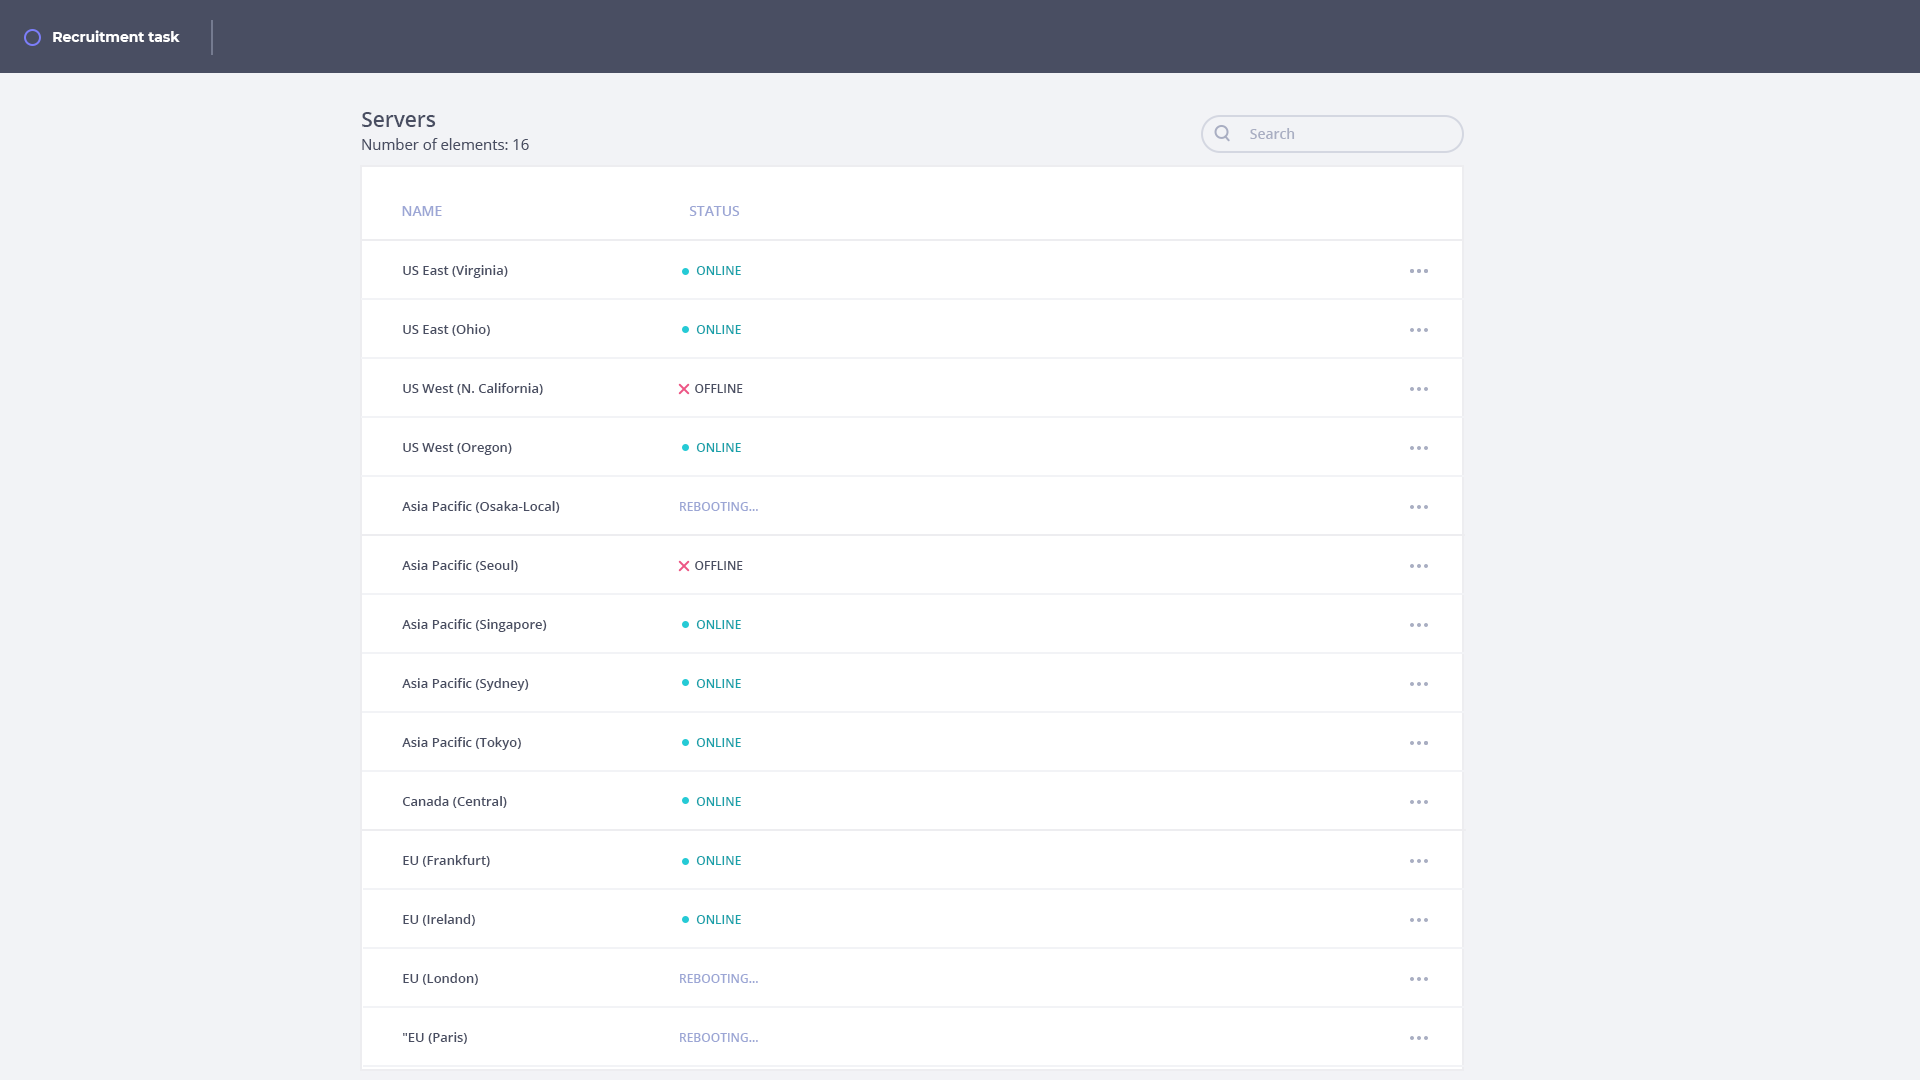 Recruitment task
Servers
Number of elements: 16
Search
NAME STATUS
US East (Virginia) ONLINE
US East (Ohio) ONLINE
US West (N. California) OFFLINE
US West (Oregon) ONLINE
Asia Pacific (Osaka-Local) REBOOTING...
Asia Pacific (Seoul) OFFLINE
Asia Pacific (Singapore) ONLINE
Asia Pacific (Sydney) ONLINE
Asia Pacific (Tokyo) ONLINE
Canada (Central) ONLINE
EU (Frankfurt) ONLINE
EU (Ireland) ONLINE
EU (London) REBOOTING...
"EU (Paris) REBOOTING...